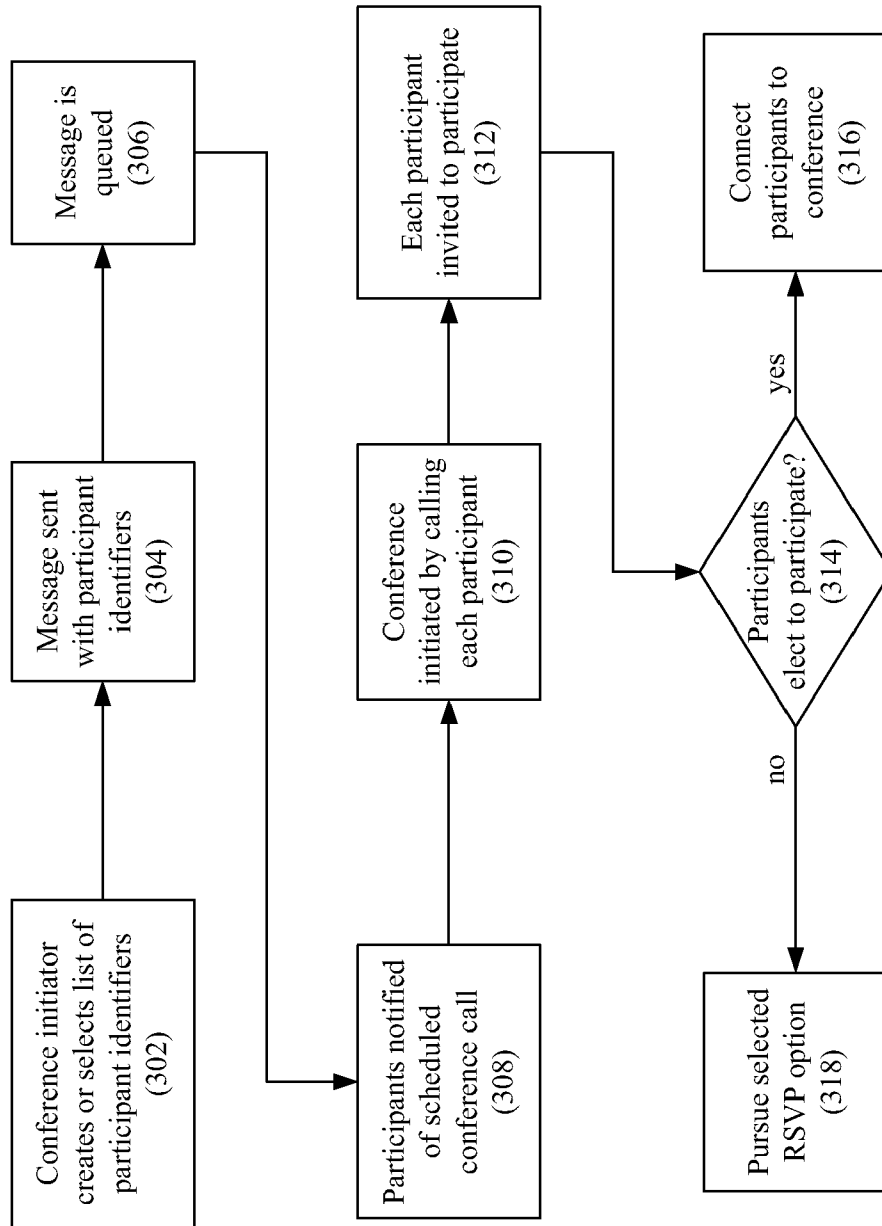 Conference initiator
creates or selects list of
participant identifiers
(302)
Message sent
with participant
identifiers
(304)
Message is
queued
(306)
Participants notified
of scheduled
conference call
(308)
Conference
initiated by calling
each participant
(310)
Each participant
invited to participate
(312)
Pursue selected
RSVP option
(318)
no
Participants
elect to participate?
(314)
yes
Connect
participants to
conference
(316)